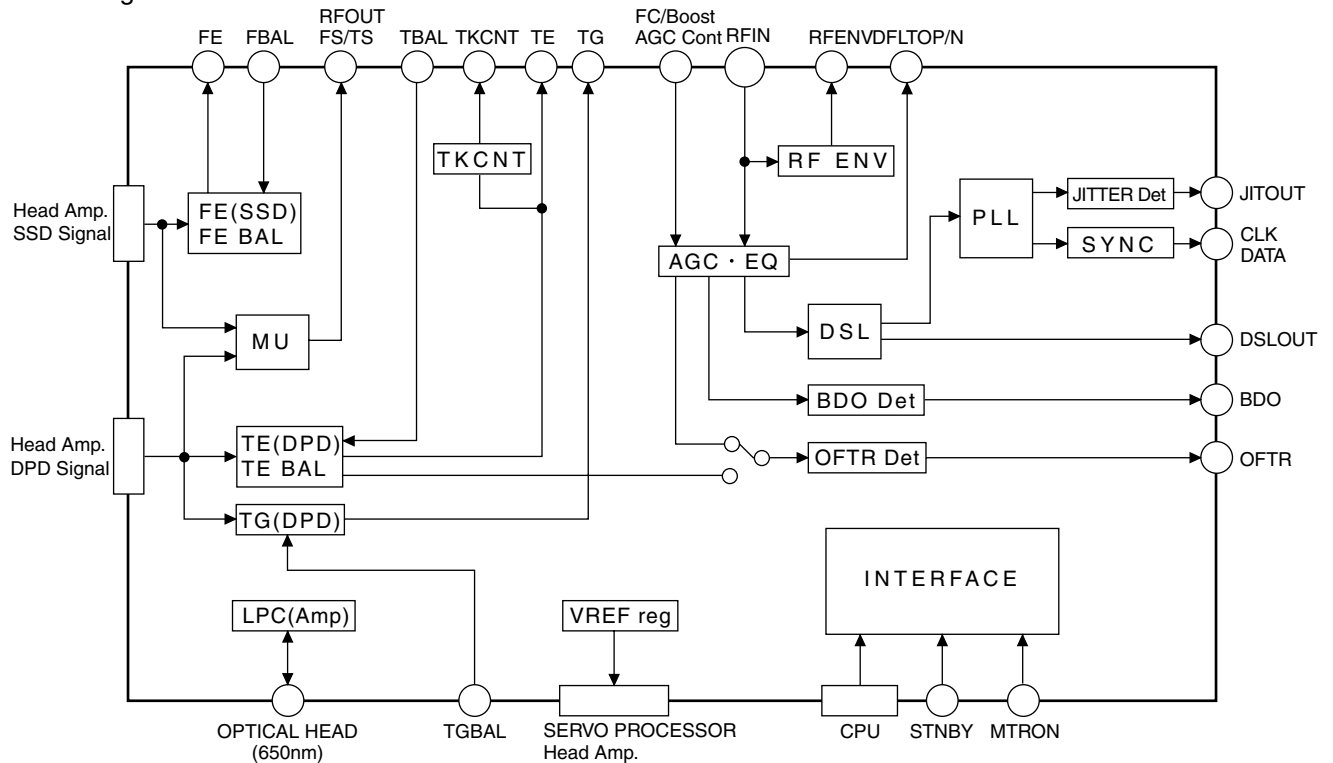 FE
FBAL
RFOUT
FS/TS
TBAL
TKCNT
TE
TG
FC/Boost
AGC Cont
RFIN
RFENV
DFLTOP/N
TKCNT
RF ENV
Head Amp.
SSD Signal
FE(SSD)
FE BAL
PLL
JITTER Det
JITOUT
SYNC
CLK
DATA
AGC · EQ
MU
DSL
DSLOUT
BDO Det
BDO
Head Amp.
DPD Signal
TE(DPD)
TE BAL
OFTR Det
OFTR
TG(DPD)
INTERFACE
LPC(Amp)
VREF reg
OPTICAL HEAD
(650nm)
TGBAL
SERVO PROCESSOR
Head Amp.
CPU
STNBY
MTRON